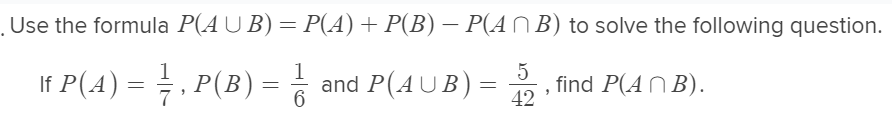 . Use the formula P(A ∪ B) = P(A) + P(B) − P(A ∩ B) to solve the following question.
If P(A) = 1/7, P(B) = 1/6 and P(A ∪ B) = 5/42, find P(A ∩ B).